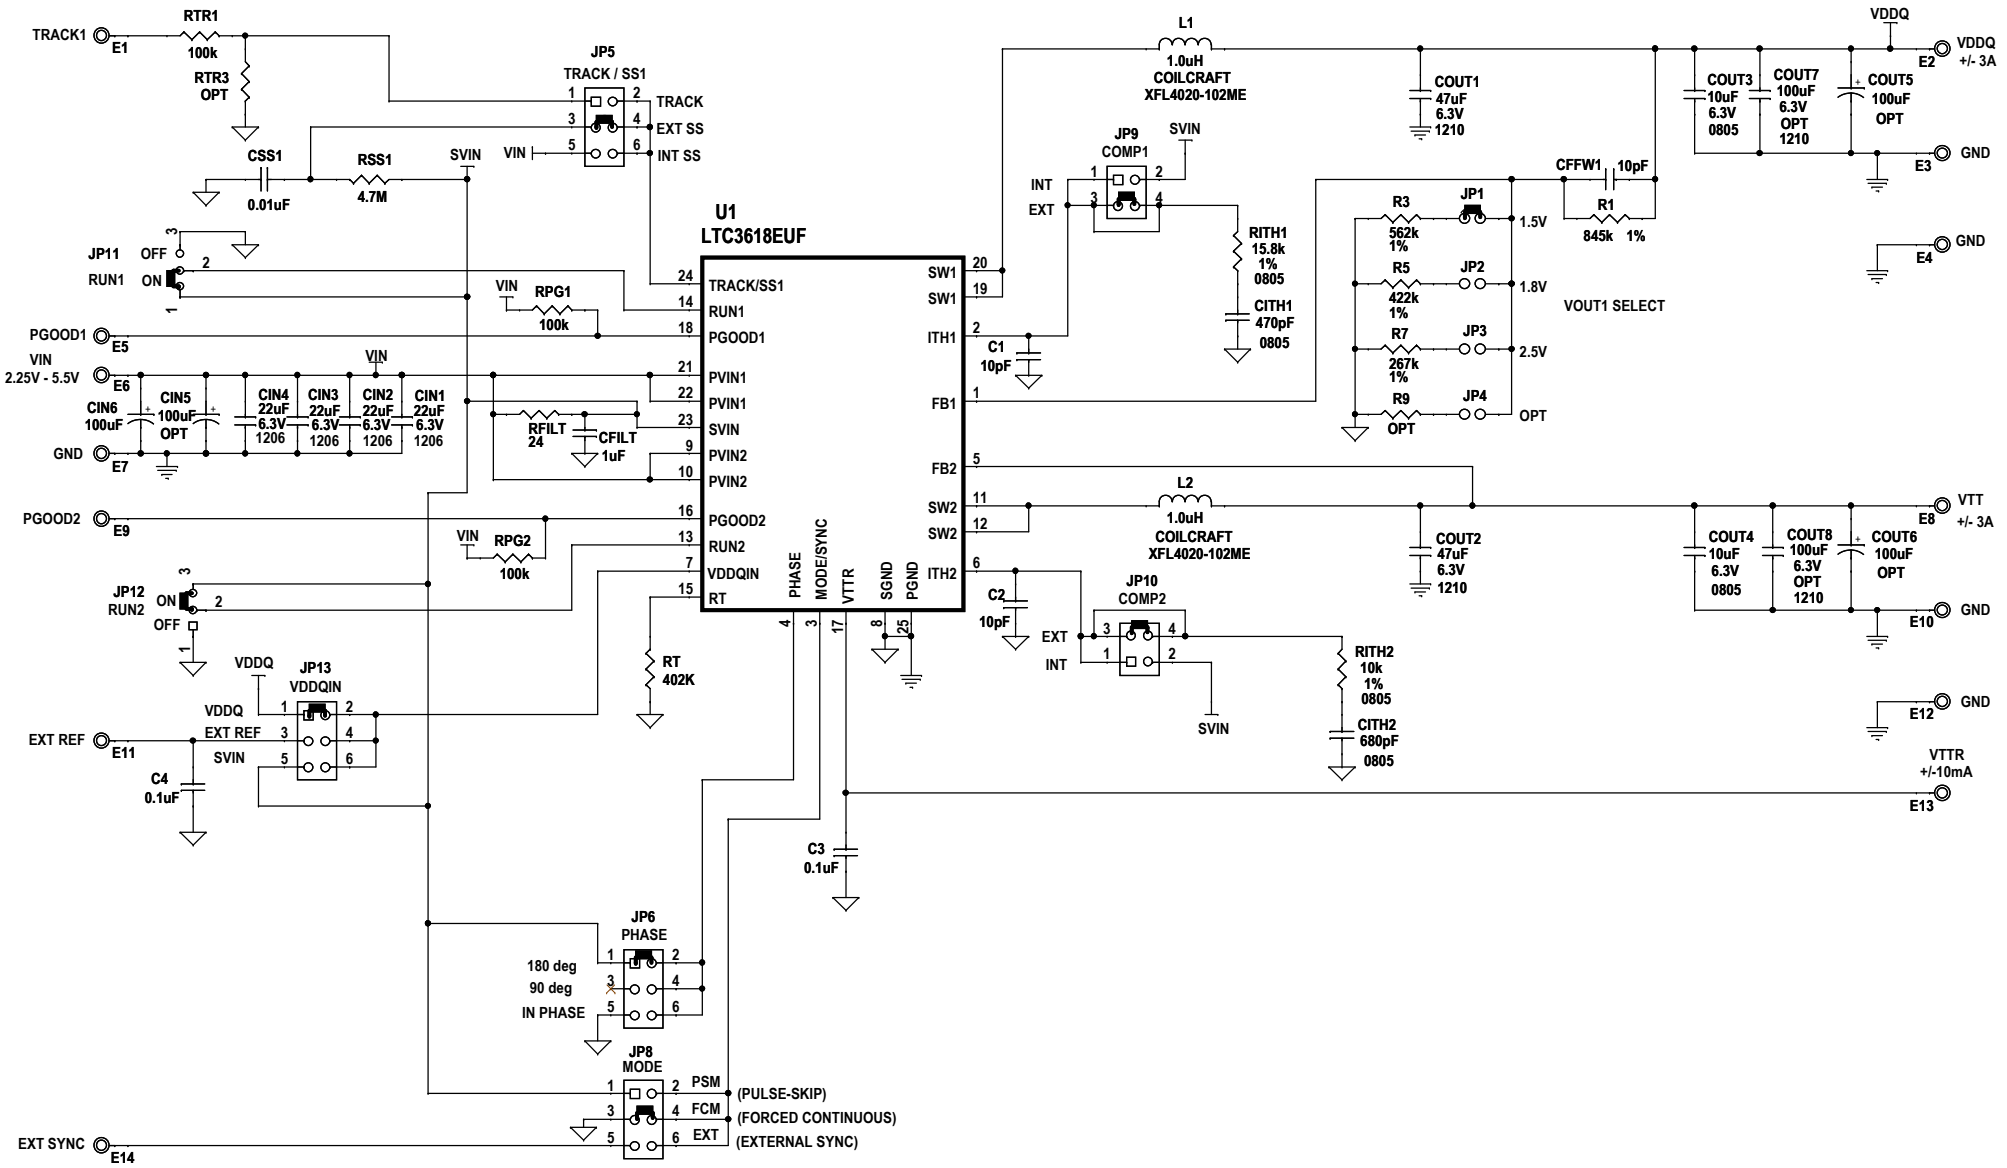 TRACK1
E1
RTR1
100k
RTR3
OPT
JP5
TRACK / SS1
1
2
TRACK
3
4
EXT SS
VIN
5
6
INT SS
CSS1
0.01uF
RSS1
4.7M
SVIN
JP11
RUN1
OFF
ON
3
2
1
PGOOD1
E5
VIN
RPG1
100k
VIN
2.25V - 5.5V
E6
VIN
CIN6
100uF
+
CIN5
100uF
OPT
+
CIN4
22uF
6.3V
1206
CIN3
22uF
6.3V
1206
CIN2
22uF
6.3V
1206
CIN1
22uF
6.3V
1206
RFILT
24
CFILT
1uF
GND
E7
PGOOD2
E9
VIN
RPG2
100k
JP12
RUN2
ON
OFF
3
2
1
U1
LTC3618EUF
24
TRACK/SS1
14
RUN1
18
PGOOD1
21
PVIN1
22
PVIN1
23
SVIN
9
PVIN2
10
PVIN2
16
PGOOD2
13
RUN2
7
VDDQIN
15
RT
PHASE
4
MODE/SYNC
3
VTTR
17
SGND
8
PGND
25
SW1
20
SW1
19
ITH1
2
FB1
1
FB2
5
SW2
11
SW2
12
ITH2
6
L1
1.0uH
COILCRAFT
XFL4020-102ME
JP9
COMP1
SVIN
INT
1
2
EXT
3
4
C1
10pF
RITH1
15.8k
1%
0805
CITH1
470pF
0805
COUT1
47uF
6.3V
1210
CFFW1
10pF
R1
845k
1%
R3
562k
1%
JP1
1.5V
R5
422k
1%
JP2
1.8V
VOUT1 SELECT
R7
267k
1%
JP3
2.5V
R9
OPT
JP4
OPT
VDDQ
COUT3
10uF
6.3V
0805
COUT7
100uF
6.3V
OPT
1210
+
COUT5
100uF
OPT
E2
VDDQ
+/- 3A
E3
GND
E4
GND
L2
1.0uH
COILCRAFT
XFL4020-102ME
COUT2
47uF
6.3V
1210
COUT4
10uF
6.3V
0805
COUT8
100uF
6.3V
OPT
1210
+
COUT6
100uF
OPT
E8
VTT
+/- 3A
E10
GND
E12
GND
VTTR
+/-10mA
E13
C2
10pF
JP10
COMP2
EXT
3
4
INT
1
2
SVIN
RITH2
10k
1%
0805
CITH2
680pF
0805
RT
402K
VDDQ
JP13
VDDQIN
VDDQ
1
2
EXT REF
E11
EXT REF
3
4
SVIN
5
6
C4
0.1uF
C3
0.1uF
JP6
PHASE
180 deg
1
2
90 deg
3
4
IN PHASE
5
6
JP8
MODE
1
2
PSM
(PULSE-SKIP)
3
4
FCM
(FORCED CONTINUOUS)
5
6
EXT
(EXTERNAL SYNC)
EXT SYNC
E14